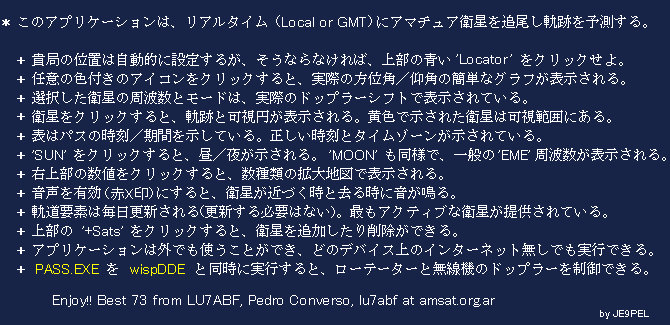 * このアプリケーションは、リアルタイム (Local or GMT)にアマチュア衛星を追尾し軌跡を予測する。
+ 貴局の位置は自動的に設定するが、そうならなければ、上部の青い 'Locator' をクリックせよ。
+ 任意の色付きのアイコンをクリックすると、実際の方位角／仰角の簡単なグラフが表示される。
+ 選択した衛星の周波数とモードは、実際のドップラーシフトで表示されている。
+ 衛星をクリックすると、軌跡と可視円が表示される。黄色で示された衛星は可視範囲にある。
+ 表はパスの時刻／期間を示している。正しい時刻とタイムゾーンが示されている。
+ 'SUN' をクリックすると、昼／夜が示される。 'MOON' も同様で、一般の'EME' 周波数が表示される。
+ 右上部の数値をクリックすると、数種類の拡大地図で表示される。
+ 音声を有効(赤X印)にすると、衛星が近づく時と去る時に音が鳴る。
+ 軌道要素は毎日更新される(更新する必要はない)。最もアクティブな衛星が提供されている。
+ 上部の '+Sats' をクリックすると、衛星を追加したり削除ができる。
+ アプリケーションは外でも使うことができ、どのデバイス上のインターネット無しでも実行できる。
+ PASS.EXE を wispDDE と同時に実行すると、ローテーターと無線機のドップラーを制御できる。
Enjoy!! Best 73 from LU7ABF, Pedro Converso, lu7abf at amsat.org.ar
by JE9PEL